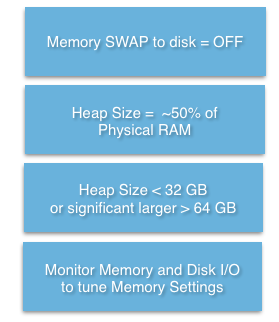 Memory SWAP to disk = OFF
Heap Size = ~50% of
Physical RAM
Heap Size < 32 GB
or significant larger > 64 GB
Monitor Memory and Disk I/O
to tune Memory Settings